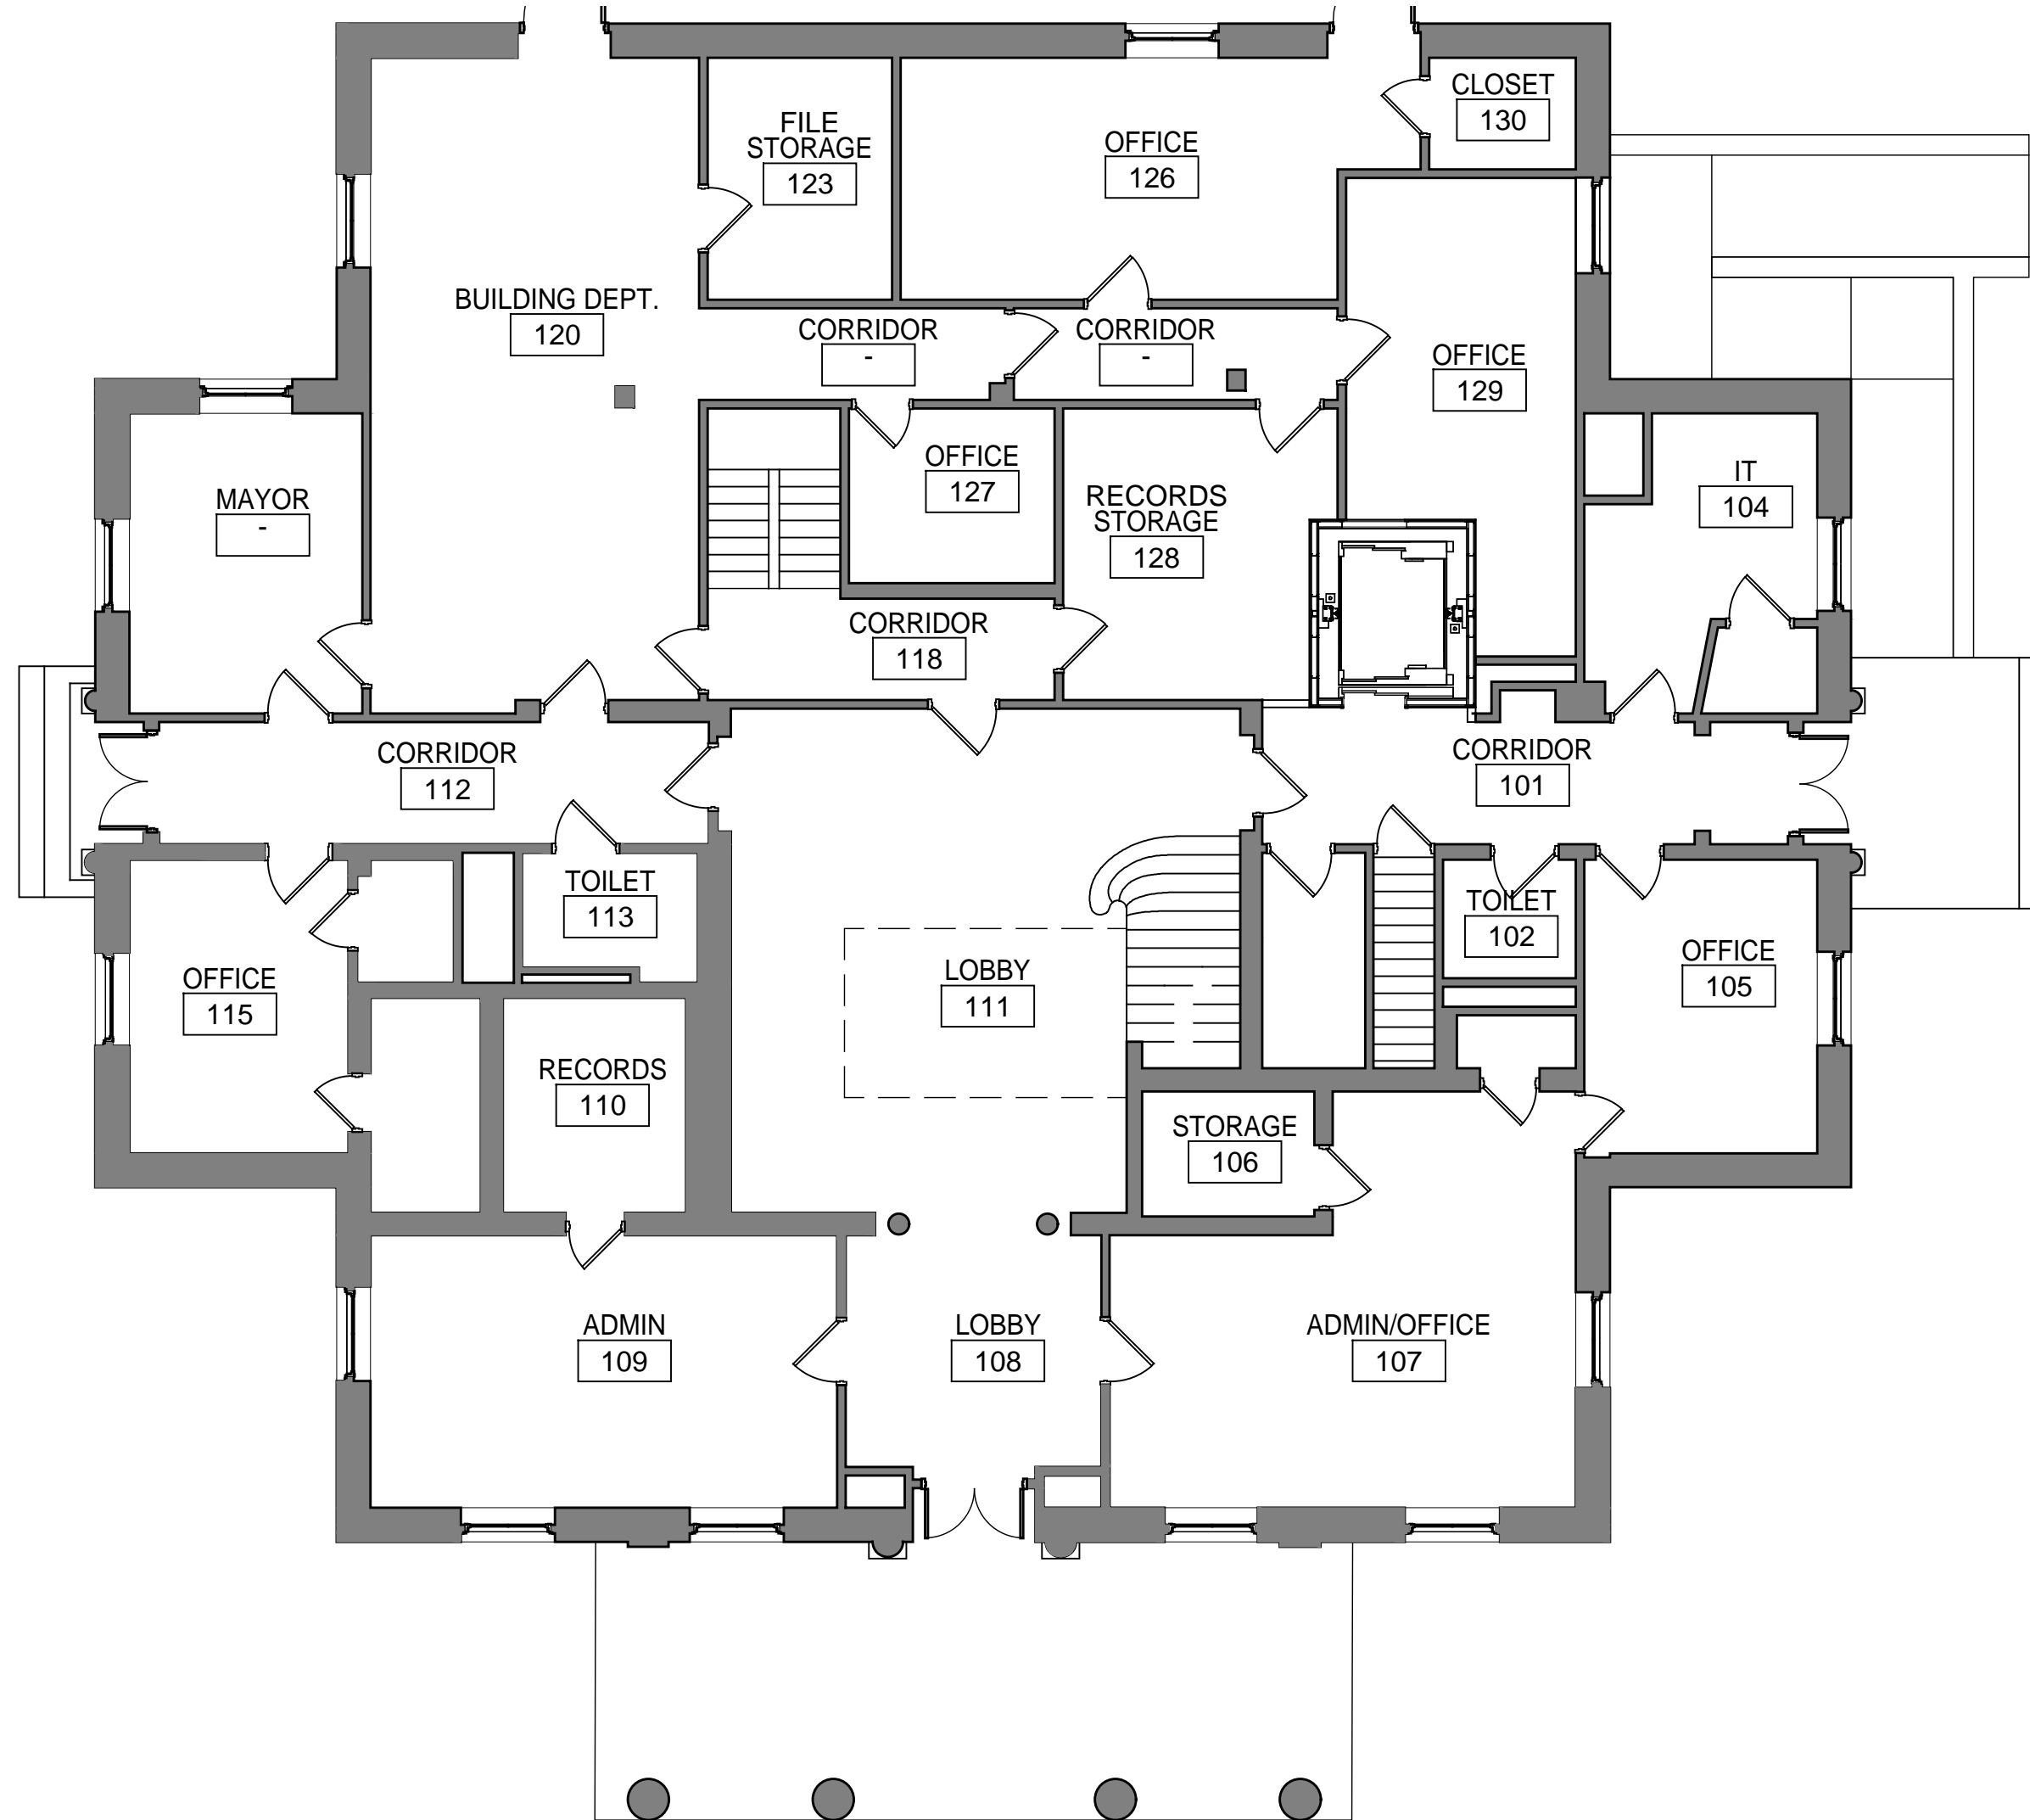 CLOSET
130
FILE
STORAGE
123
OFFICE
126
BUILDING DEPT.
120
CORRIDOR
-
CORRIDOR
-
OFFICE
129
MAYOR
-
OFFICE
127
RECORDS
STORAGE
128
IT
104
CORRIDOR
118
CORRIDOR
112
CORRIDOR
101
TOILET
113
TOILET
102
OFFICE
115
LOBBY
111
OFFICE
105
RECORDS
110
STORAGE
106
ADMIN
109
LOBBY
108
ADMIN/OFFICE
107